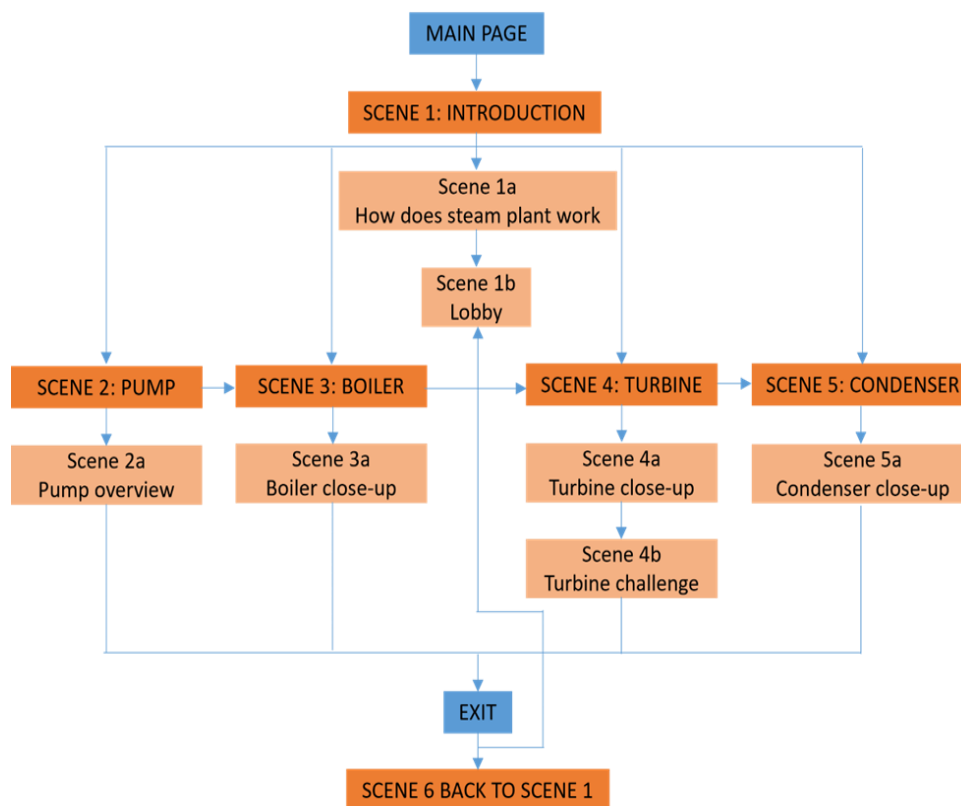 MAIN PAGE
SCENE 1: INTRODUCTION
Scene 1a
How does steam plant work
Scene 1b
Lobby
SCENE 2: PUMP
SCENE 3: BOILER
SCENE 4: TURBINE
SCENE 5: CONDENSER
Scene 2a
Pump overview
Scene 3a
Boiler close-up
Scene 4a
Turbine close-up
Scene 5a
Condenser close-up
Scene 4b
Turbine challenge
EXIT
SCENE 6 BACK TO SCENE 1